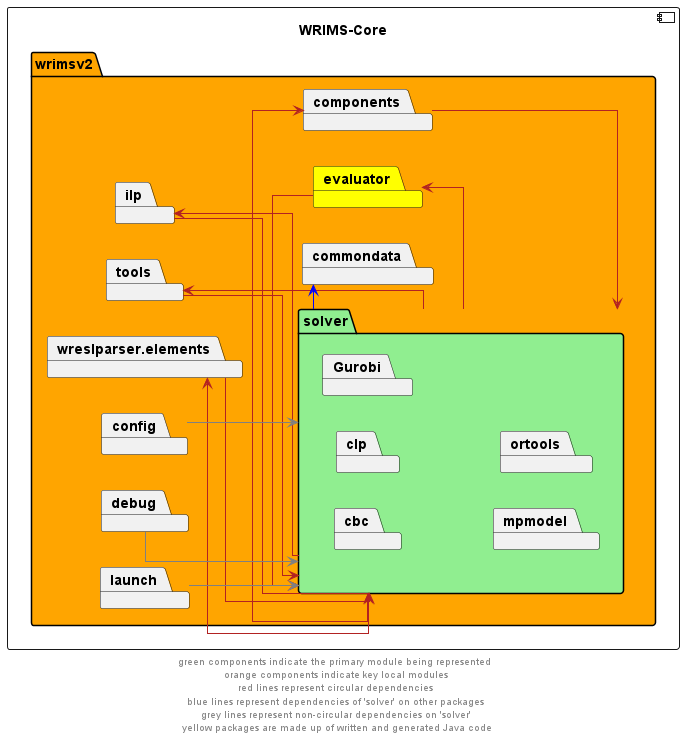 WRIMS-Core
wrimsv2
components
evaluator
ilp
commondata
tools
solver
wreslparser.elements
Gurobi
config
clp
ortools
debug
cbc
mpmodel
launch
green components indicate the primary module being represented
orange components indicate key local modules
red lines represent circular dependencies
blue lines represent dependencies of 'solver' on other packages
grey lines represent non-circular dependencies on 'solver'
yellow packages are made up of written and generated Java code